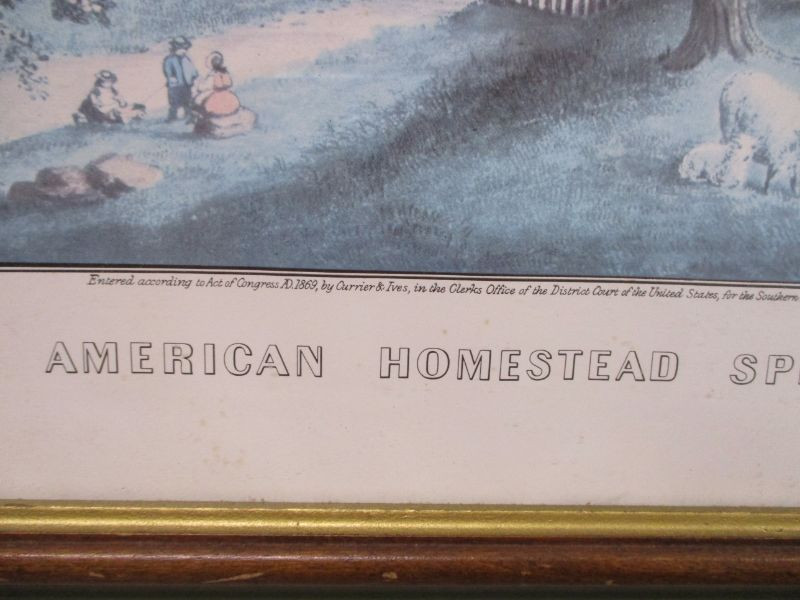 Entered according to Act of Congress AD. 1869, by Currier & Ives, in the Clerks Office of the District Court of the United States, for the Southern
AMERICAN HOMESTEAD SP